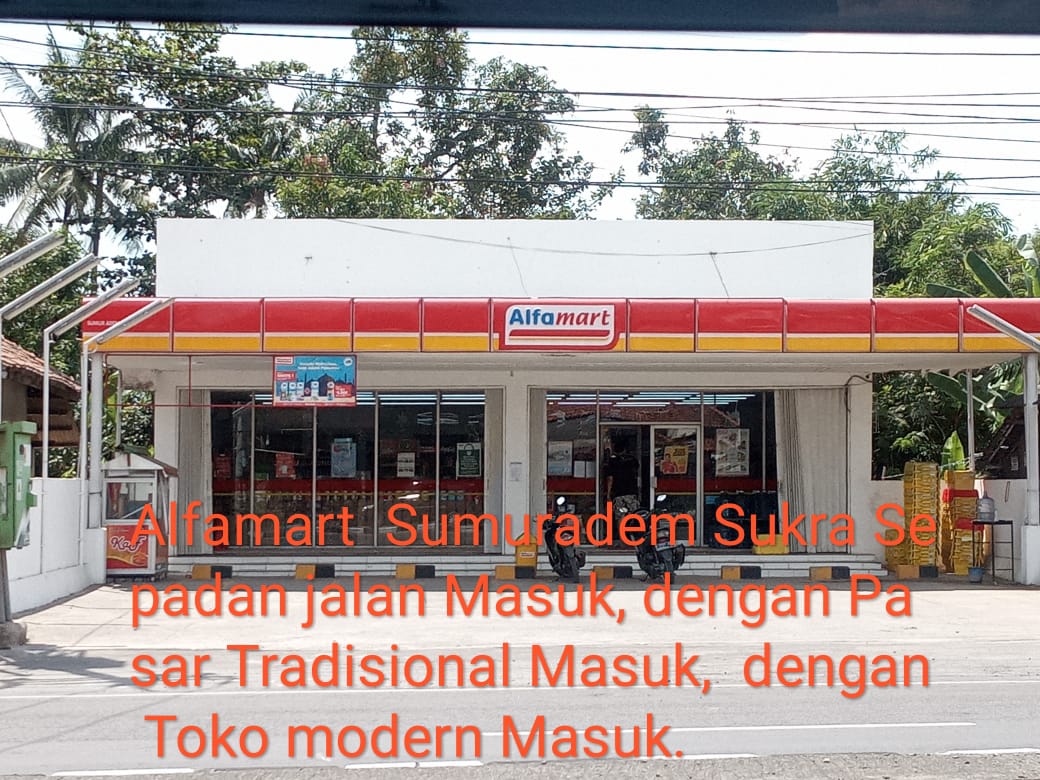 Alfamart
Alfamart Sumuradem Sukra Se
padan jalan Masuk, dengan Pa
sar Tradisional Masuk, dengan
Toko modern Masuk.